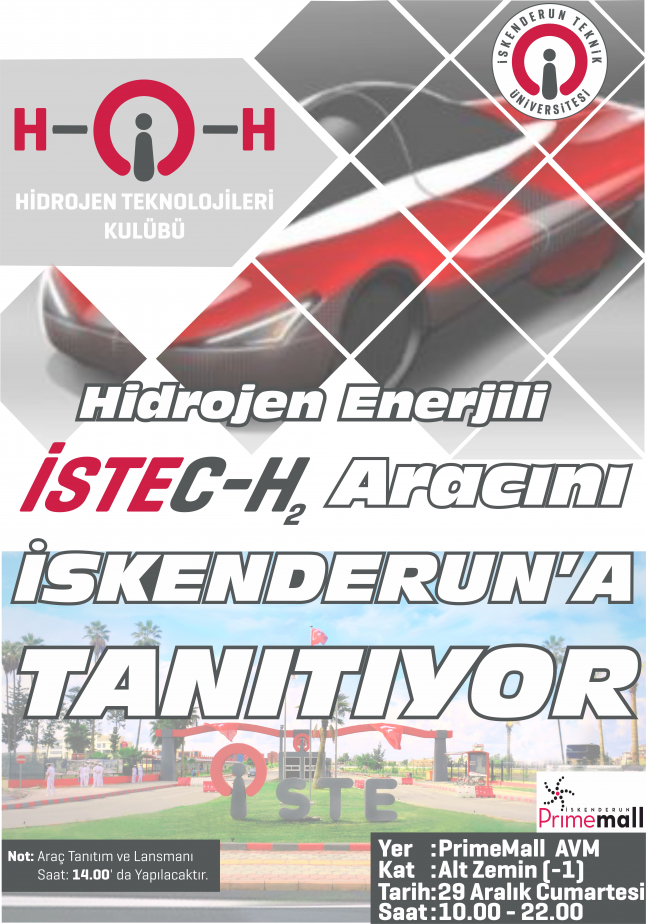 İSKENDERUN TEKNİK
ÜNİVERSİTESİ
H-İ-H
HİDROJEN TEKNOLOJİLERİ
KULÜBÜ
Hidrojen Enerjili
İSTEC-H₂ Aracını
İSKENDERUN'A
TANITIYOR
iSTE
İSKENDERUN
Primemall
Not: Araç Tanıtım ve Lansmanı
Saat: 14.00' da Yapılacaktır.
Yer :PrimeMall AVM
Kat :Alt Zemin (-1)
Tarih:29 Aralık Cumartesi
Saat:10.00 - 22.00